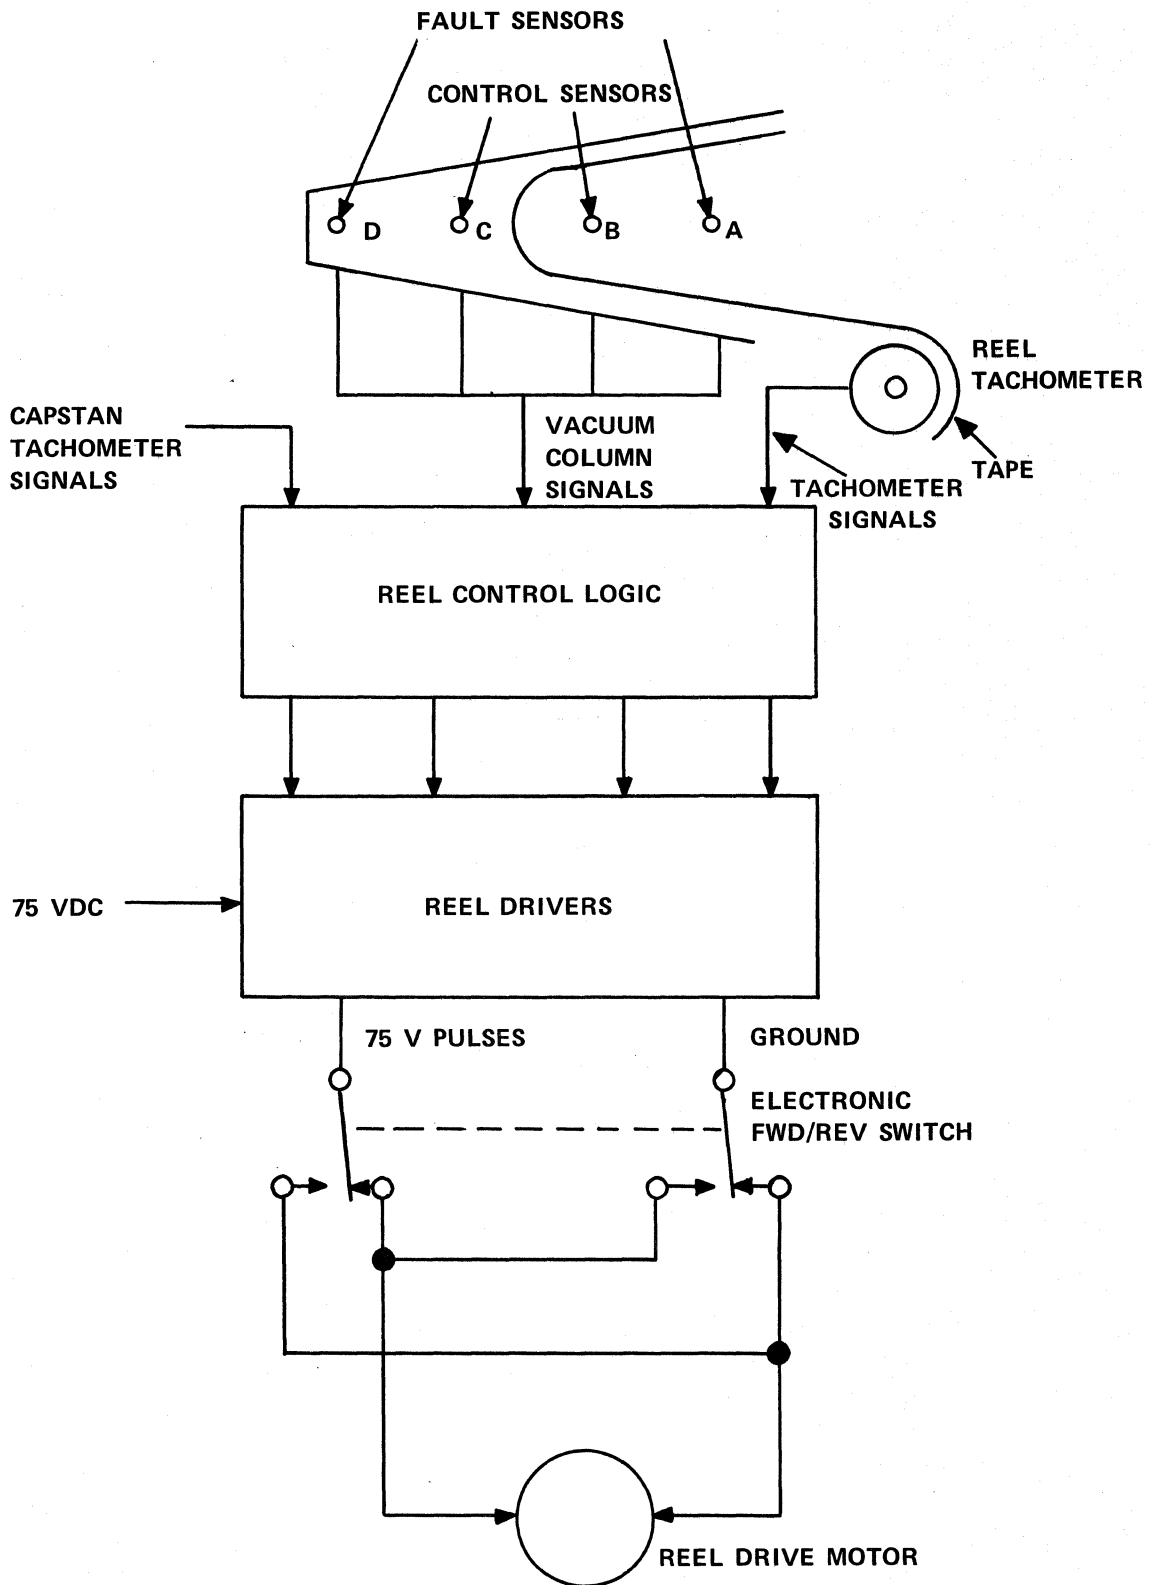 FAULT SENSORS
CONTROL SENSORS
D
C
B
A
REEL
TACHOMETER
TAPE
CAPSTAN
TACHOMETER
SIGNALS
VACUUM
COLUMN
SIGNALS
TACHOMETER
SIGNALS
REEL CONTROL LOGIC
75 VDC
REEL DRIVERS
75 V PULSES
GROUND
ELECTRONIC
FWD/REV SWITCH
REEL DRIVE MOTOR